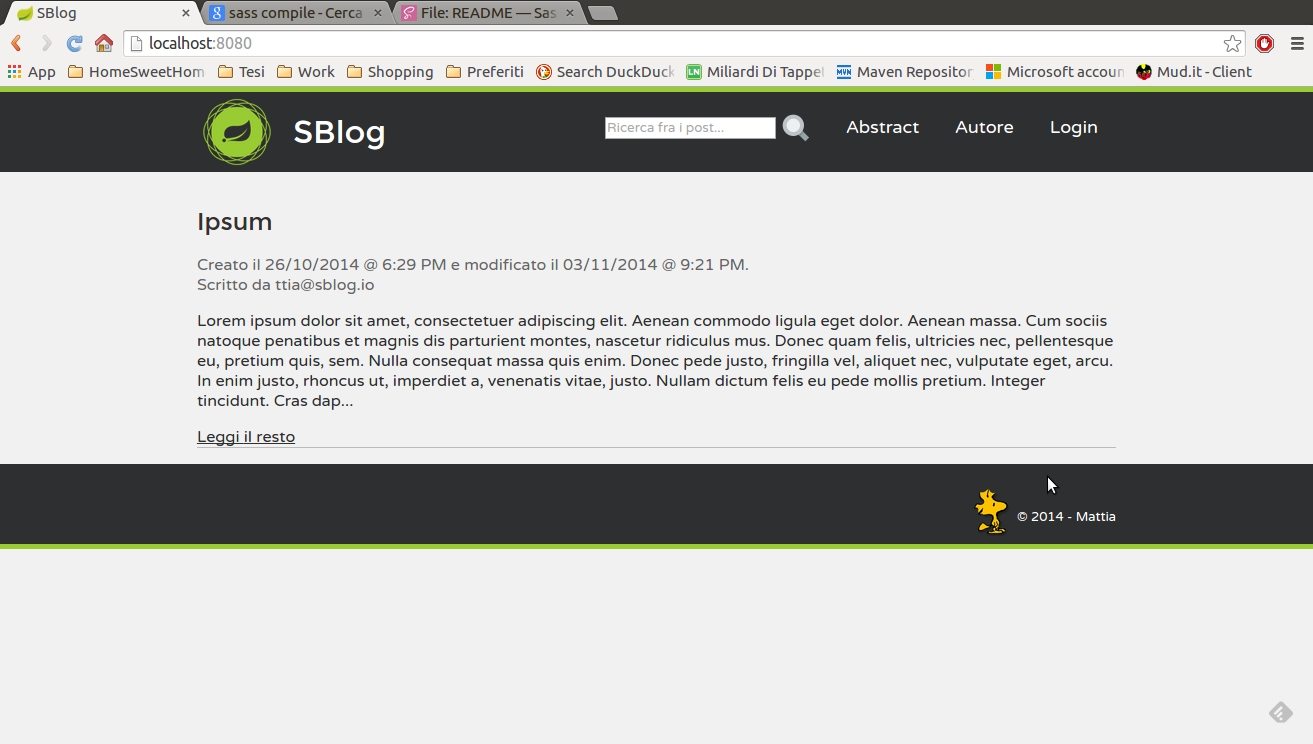 SBlog
sass compile - Cerca
File: README — Sas
localhost:8080
App HomeSweetHom Tesi Work Shopping Preferiti Search DuckDuck LN Miliardi Di Tappet MVN Maven Repositor Microsoft accoun Mud.it - Client
SBlog
Ricerca fra i post...
Abstract Autore Login
Ipsum
Creato il 26/10/2014 @ 6:29 PM e modificato il 03/11/2014 @ 9:21 PM.
Scritto da ttia@sblog.io
Lorem ipsum dolor sit amet, consectetuer adipiscing elit. Aenean commodo ligula eget dolor. Aenean massa. Cum sociis
natoque penatibus et magnis dis parturient montes, nascetur ridiculus mus. Donec quam felis, ultricies nec, pellentesque
eu, pretium quis, sem. Nulla consequat massa quis enim. Donec pede justo, fringilla vel, aliquet nec, vulputate eget, arcu.
In enim justo, rhoncus ut, imperdiet a, venenatis vitae, justo. Nullam dictum felis eu pede mollis pretium. Integer
tincidunt. Cras dap...
Leggi il resto
© 2014 - Mattia